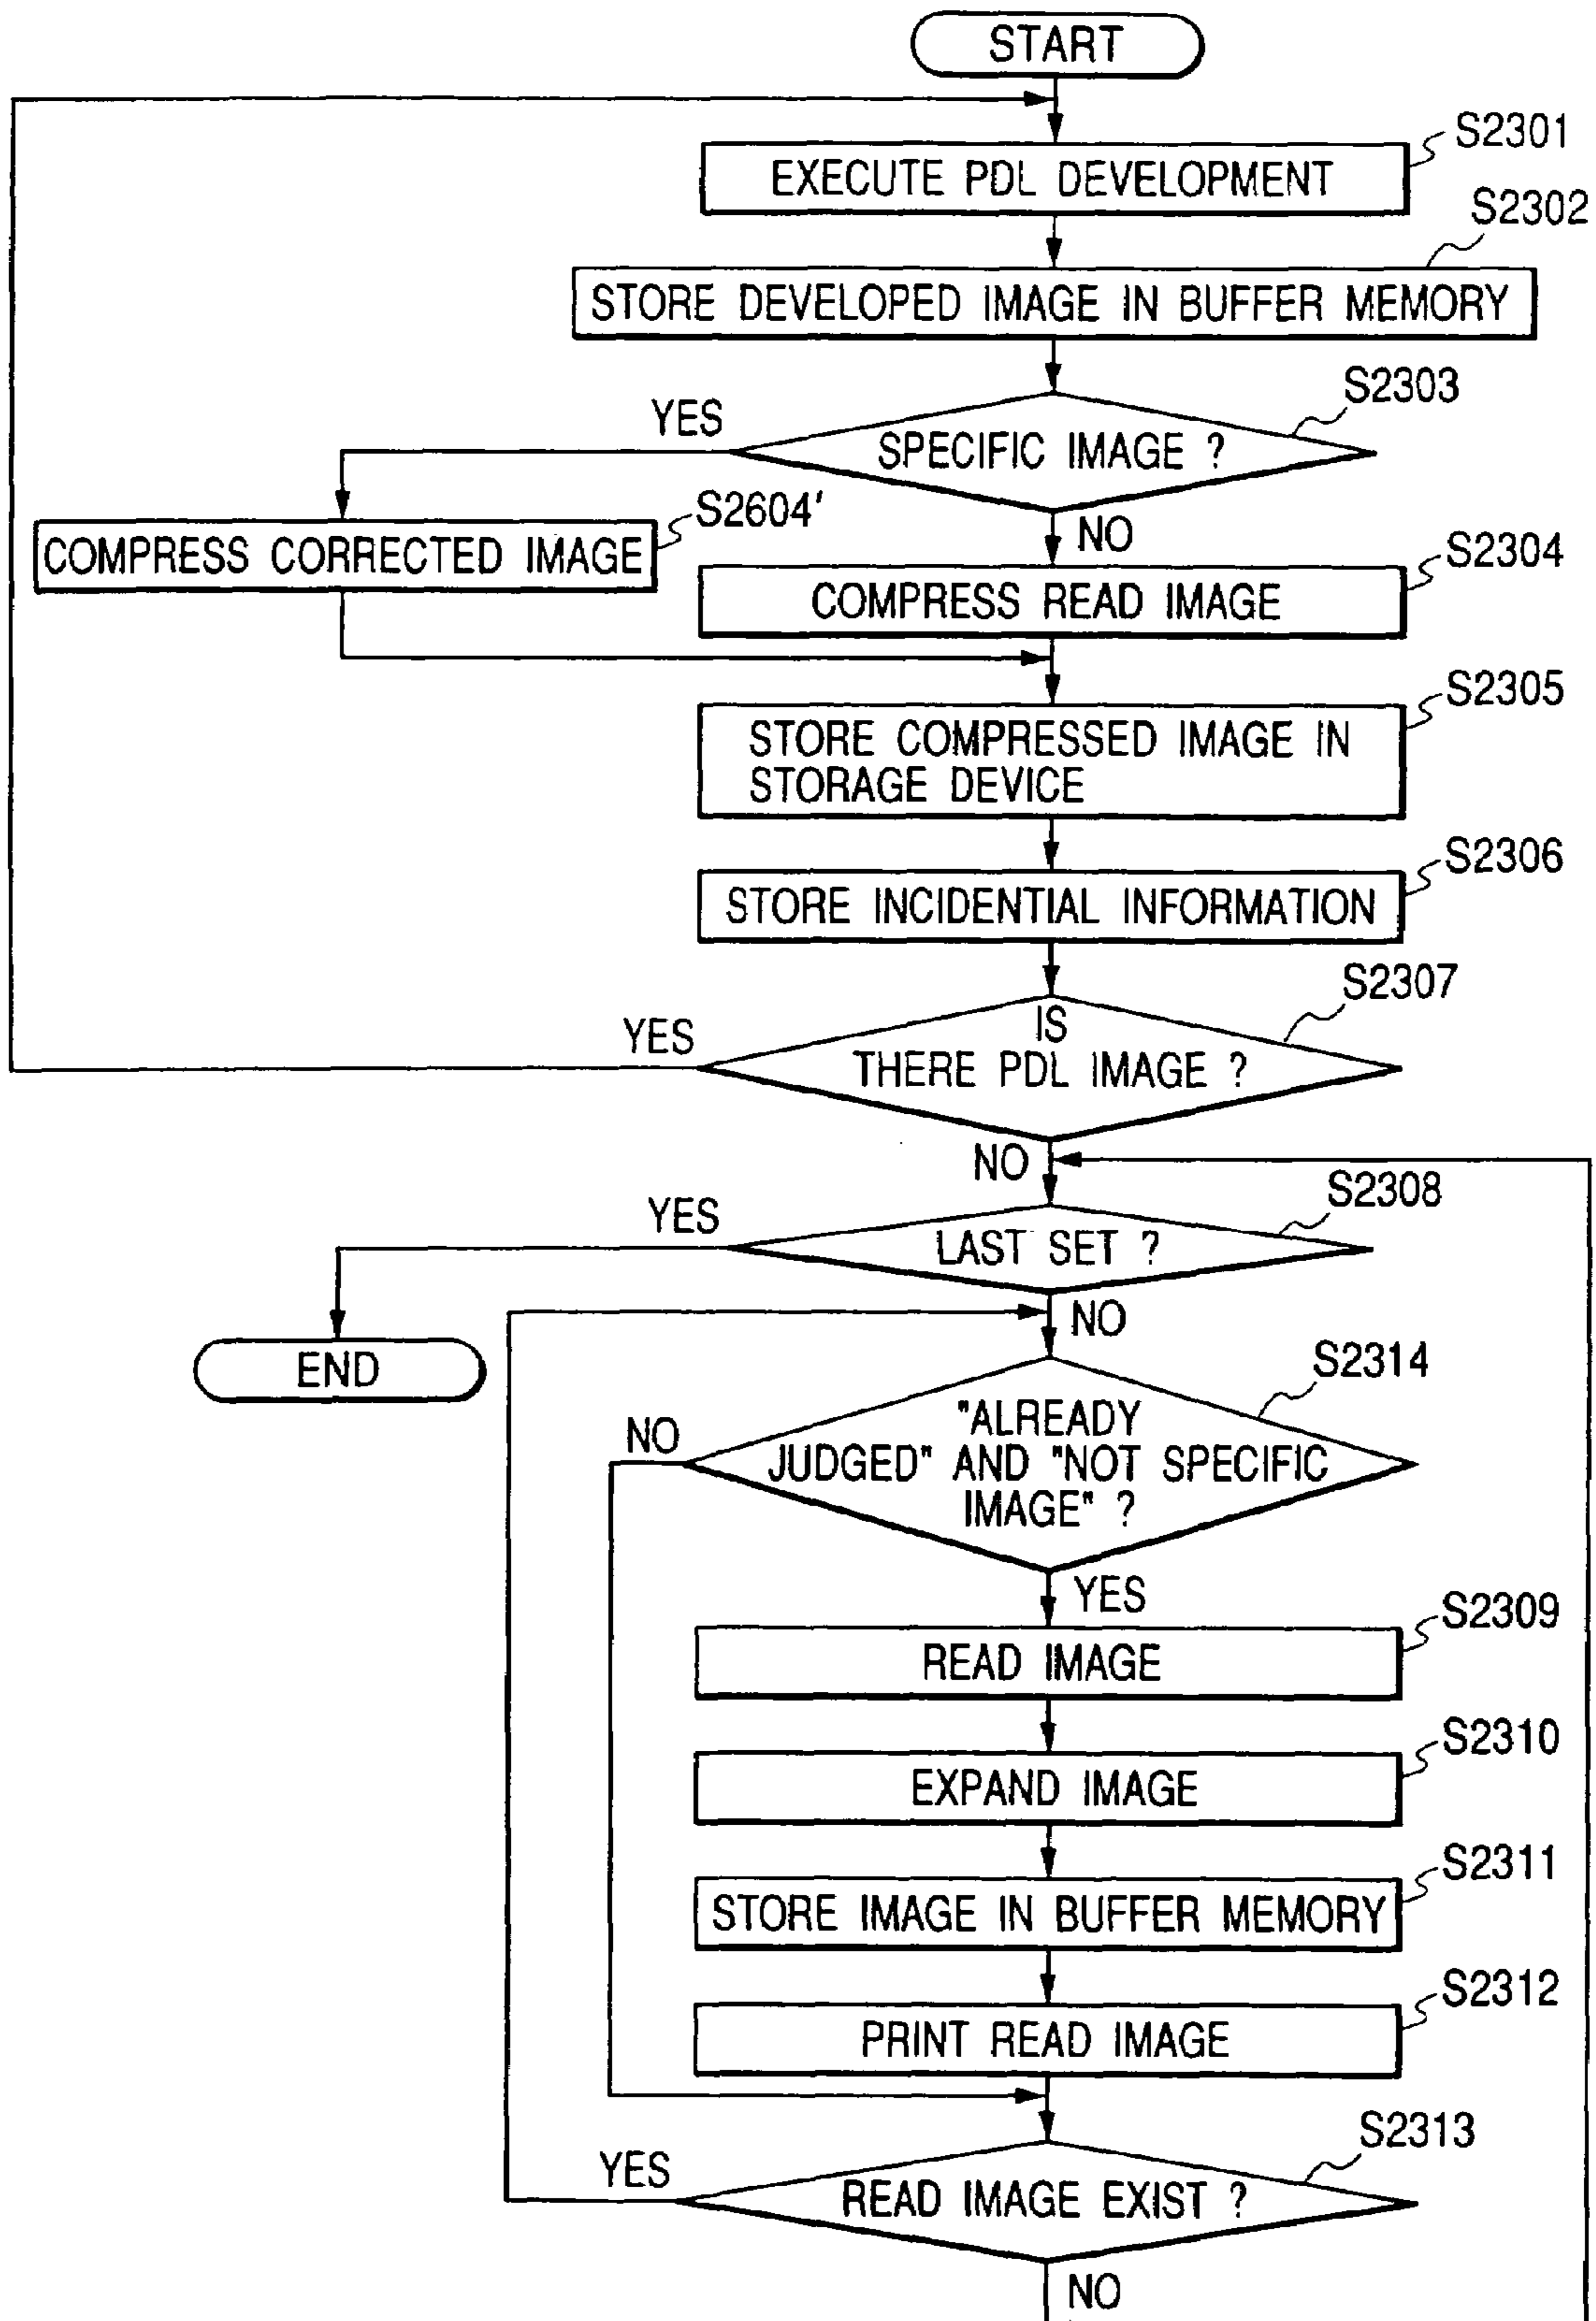 START
S2301
EXECUTE PDL DEVELOPMENT
S2302
STORE DEVELOPED IMAGE IN BUFFER MEMORY
S2303
YES
SPECIFIC IMAGE ?
S2604'
NO
COMPRESS CORRECTED IMAGE
S2304
COMPRESS READ IMAGE
S2305
STORE COMPRESSED IMAGE IN
STORAGE DEVICE
S2306
STORE INCIDENTIAL INFORMATION
S2307
YES
IS
THERE PDL IMAGE ?
NO
S2308
YES
LAST SET ?
NO
END
S2314
NO
"ALREADY
JUDGED" AND "NOT SPECIFIC
IMAGE" ?
YES
S2309
READ IMAGE
S2310
EXPAND IMAGE
S2311
STORE IMAGE IN BUFFER MEMORY
S2312
PRINT READ IMAGE
S2313
YES
READ IMAGE EXIST ?
NO